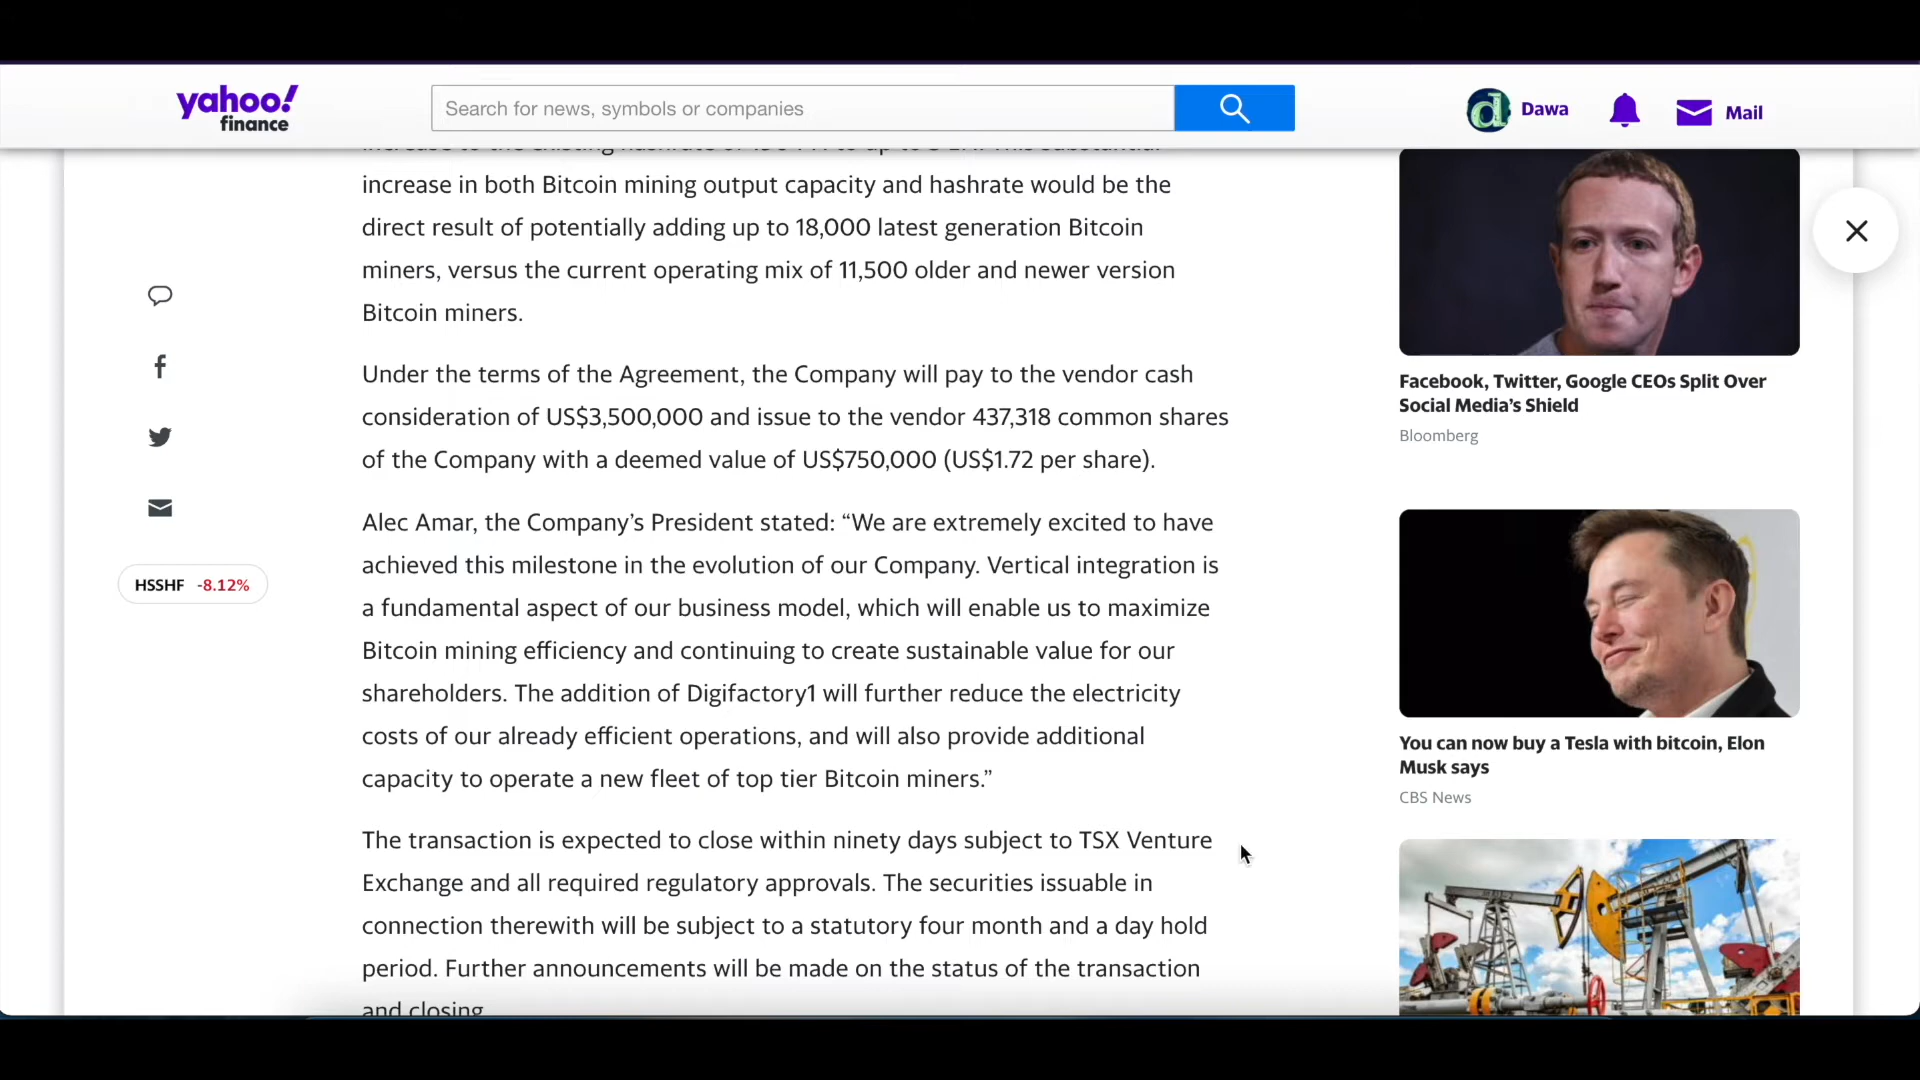 yahoo!
finance
Search for news, symbols or companies
Dawa
Mail
increase in both Bitcoin mining output capacity and hashrate would be the
direct result of potentially adding up to 18,000 latest generation Bitcoin
miners, versus the current operating mix of 11,500 older and newer version
Bitcoin miners.
Under the terms of the Agreement, the Company will pay to the vendor cash
consideration of US$3,500,000 and issue to the vendor 437,318 common shares
of the Company with a deemed value of US$750,000 (US$1.72 per share).
Alec Amar, the Company’s President stated: “We are extremely excited to have
achieved this milestone in the evolution of our Company. Vertical integration is
a fundamental aspect of our business model, which will enable us to maximize
Bitcoin mining efficiency and continuing to create sustainable value for our
shareholders. The addition of Digifactory1 will further reduce the electricity
costs of our already efficient operations, and will also provide additional
capacity to operate a new fleet of top tier Bitcoin miners.”
The transaction is expected to close within ninety days subject to TSX Venture
Exchange and all required regulatory approvals. The securities issuable in
connection therewith will be subject to a statutory four month and a day hold
period. Further announcements will be made on the status of the transaction
and closing
HSSHF -8.12%
Facebook, Twitter, Google CEOs Split Over
Social Media’s Shield
Bloomberg
You can now buy a Tesla with bitcoin, Elon
Musk says
CBS News